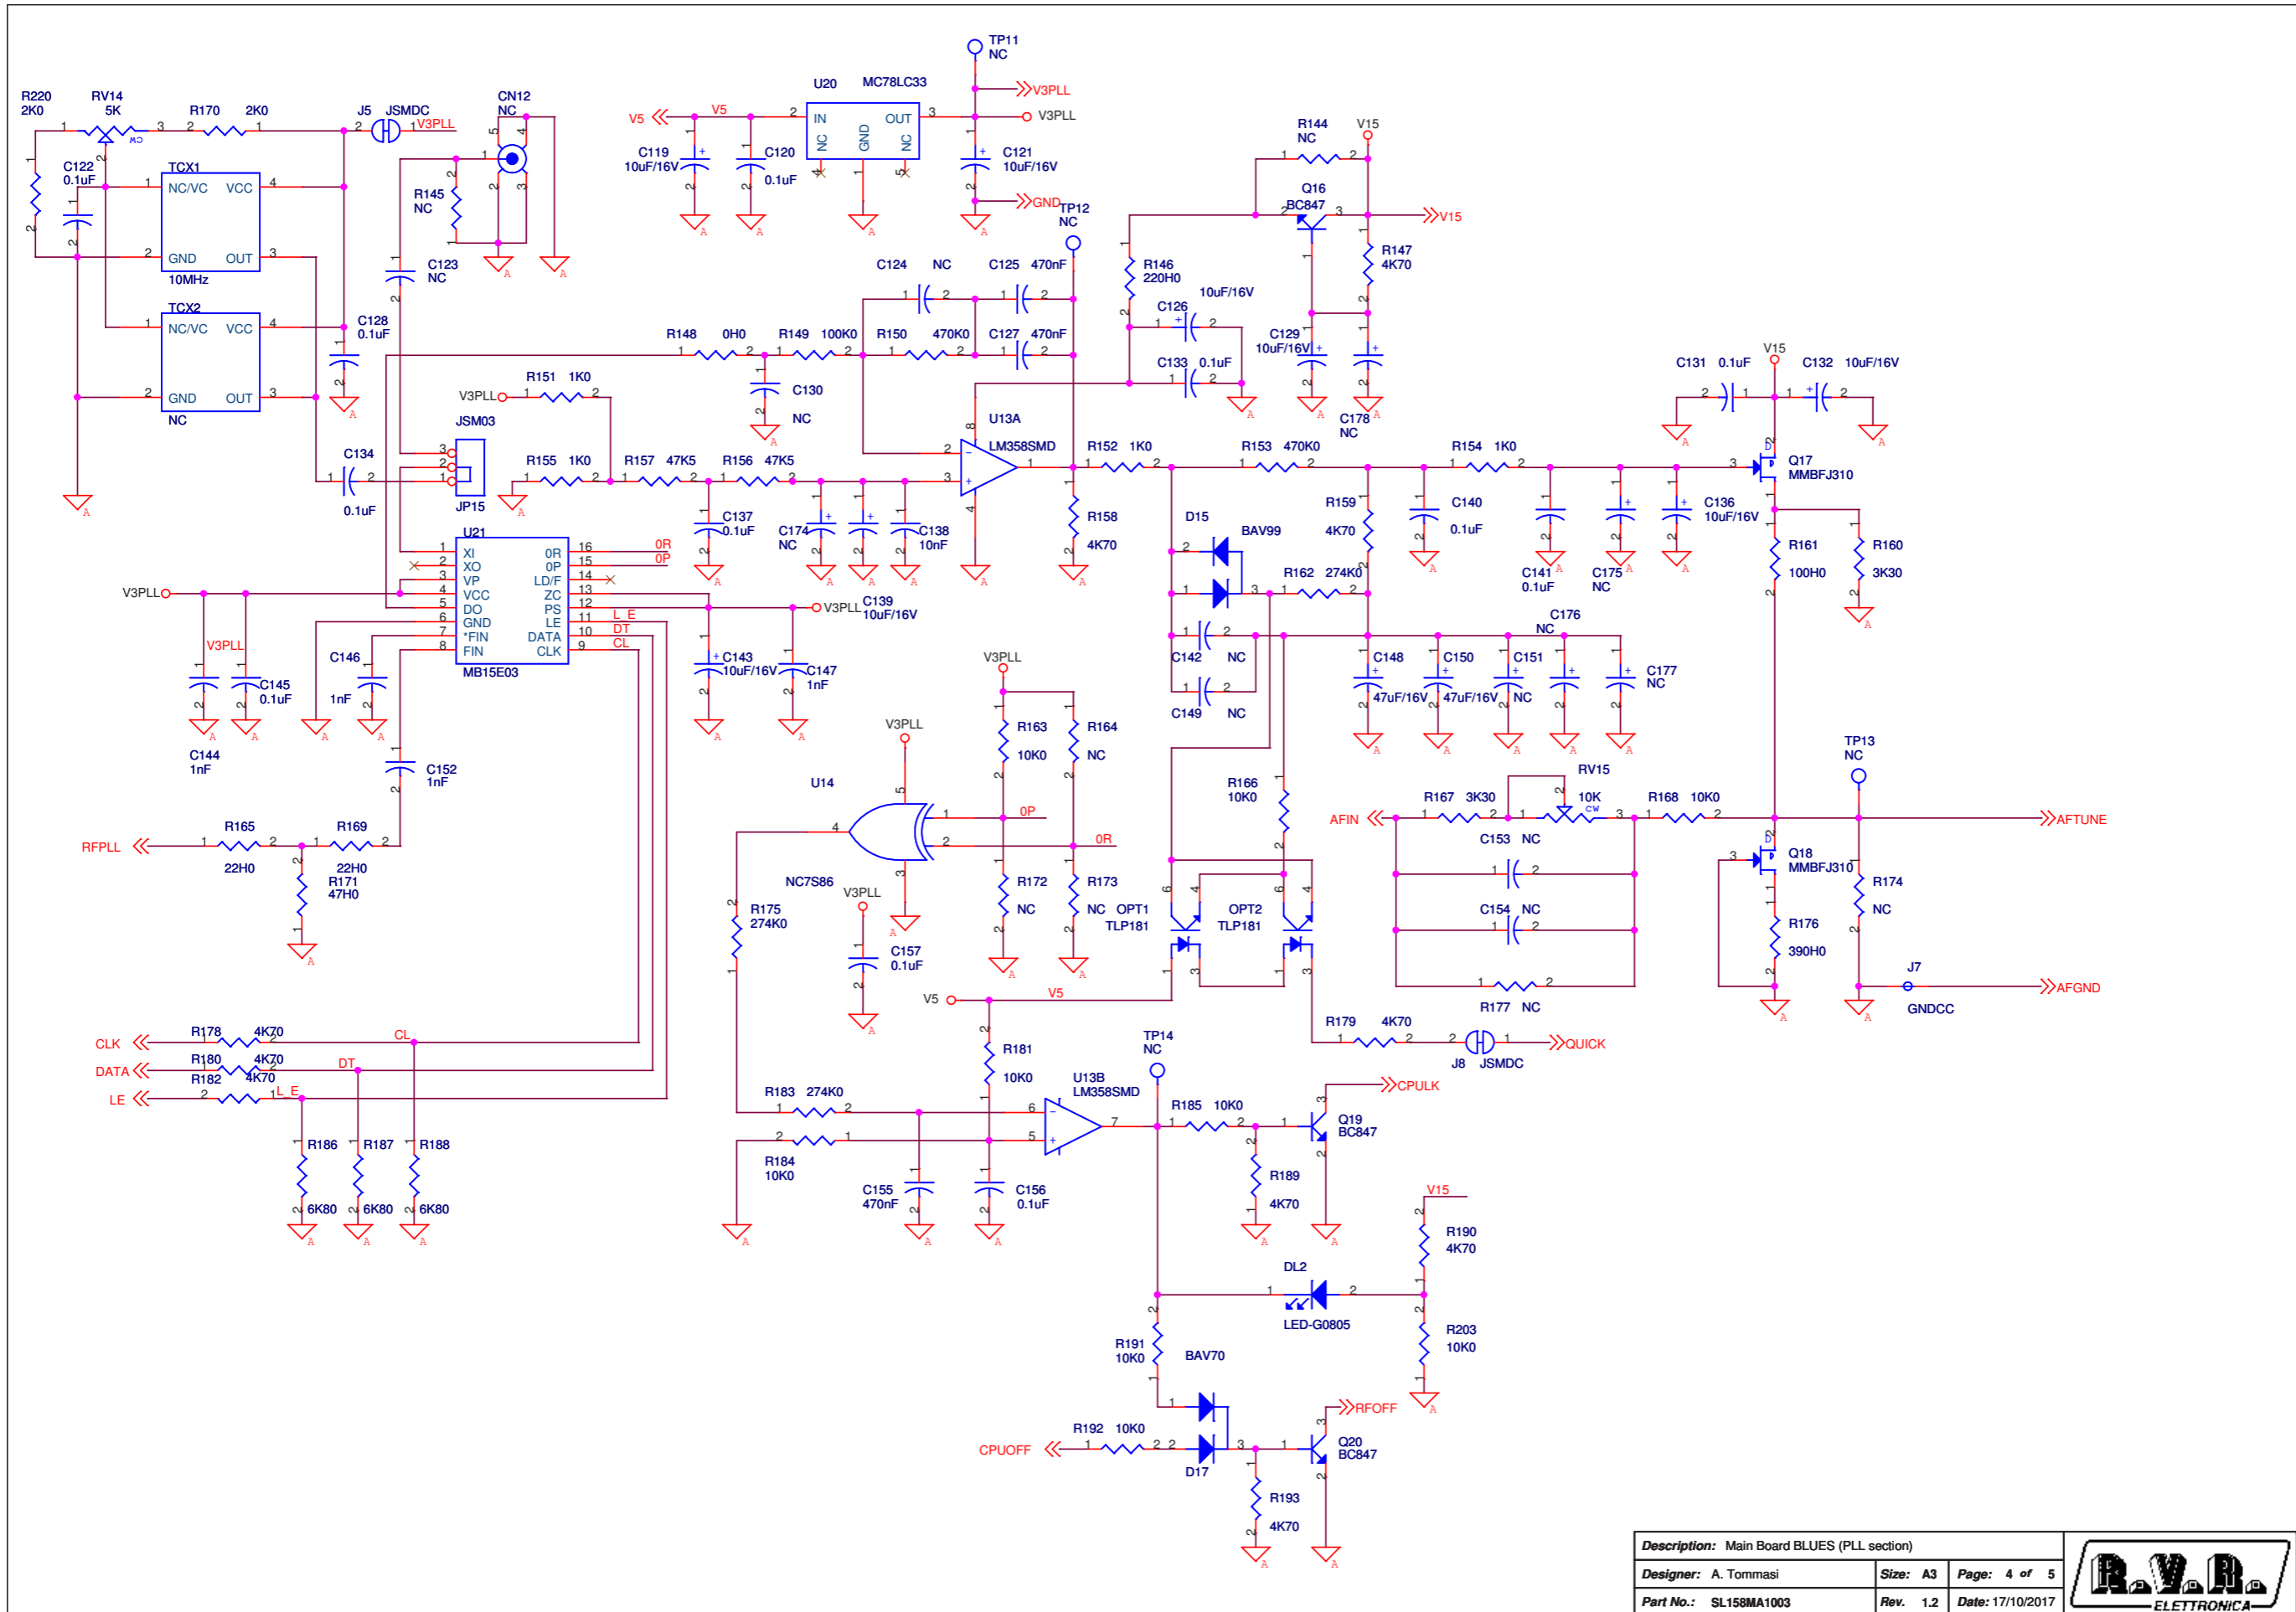 R220
2K0
RV14
5K
R170 2K0
J5 JSMDC
V3PLL
CW
C122
0.1uF
TCX1
NC/VC VCC
GND OUT
10MHz
TCX2
NC/VC VCC
GND OUT
NC
C128
0.1uF
CN12
NC
R145
NC
C123
NC
V5 V5
U20 MC78LC33
IN OUT
NC GND NC
C119
10uF/16V
C120
0.1uF
C121
10uF/16V
TP11
NC
V3PLL
V3PLL
GND
TP12
NC
C124 NC
C125 470nF
R148 0H0
R149 100K0
R150 470K0
C127 470nF
C130
NC
V3PLL
R151 1K0
JSM03
JP15
C134
0.1uF
R155 1K0
R157 47K5
R156 47K5
C137
0.1uF
C174
NC
C138
10nF
C139
10uF/16V
U13A
LM358SMD
R144
NC
V15
Q16
BC847
V15
R146
220H0
R147
4K70
C126
10uF/16V
C133 0.1uF
C129
10uF/16V
C178
NC
R152 1K0
R153 470K0
R154 1K0
R158
4K70
R159
4K70
C140
0.1uF
C141
0.1uF
C175
NC
C136
10uF/16V
C131 0.1uF
V15
C132 10uF/16V
Q17
MMBFJ310
D15
BAV99
R162 274K0
R161
100H0
R160
3K30
C142 NC
C149 NC
C148
47uF/16V
C150
47uF/16V
C151
NC
C176
NC
C177
NC
U21
XI 0R
XO 0P
VP LD/F
VCC ZC
DO PS
GND LE
*FIN DATA
FIN CLK
MB15E03
0R
0P
L_E
DT
CL
V3PLL
V3PLL
V3PLL
C144
1nF
C145
0.1uF
C146
1nF
C143
10uF/16V
C147
1nF
C152
1nF
RFPLL
R165
22H0
R169
22H0
R171
47H0
V3PLL
R163
10K0
R164
NC
V3PLL
U14
NC7S86
0P
0R
R172
NC
R173
NC
V3PLL
C157
0.1uF
R175
274K0
R166
10K0
OPT1
TLP181
OPT2
TLP181
V5 V5
AFIN
R167 3K30
RV15
10K
CW
R168 10K0
C153 NC
C154 NC
R177 NC
TP13
NC
AFTUNE
Q18
MMBFJ310
R174
NC
R176
390H0
J7
GNDCC
AFGND
R179 4K70
J8 JSMDC
QUICK
CLK
R178 4K70
CL
DATA
R180 4K70
DT
LE
R182 4K70
L_E
R186
6K80
R187
6K80
R188
6K80
R181
10K0
R183 274K0
R184
10K0
C155
470nF
C156
0.1uF
U13B
LM358SMD
TP14
NC
R185 10K0
R189
4K70
CPULK
Q19
BC847
V15
R190
4K70
DL2
LED-G0805
R203
10K0
R191
10K0
BAV70
D17
CPUOFF
R192 10K0
RFOFF
Q20
BC847
R193
4K70
Description: Main Board BLUES (PLL section)
Designer: A. Tommasi Size: A3 Page: 4 of 5
Part No.: SL158MA1003 Rev. 1.2 Date: 17/10/2017
R.V.R.
ELETTRONICA